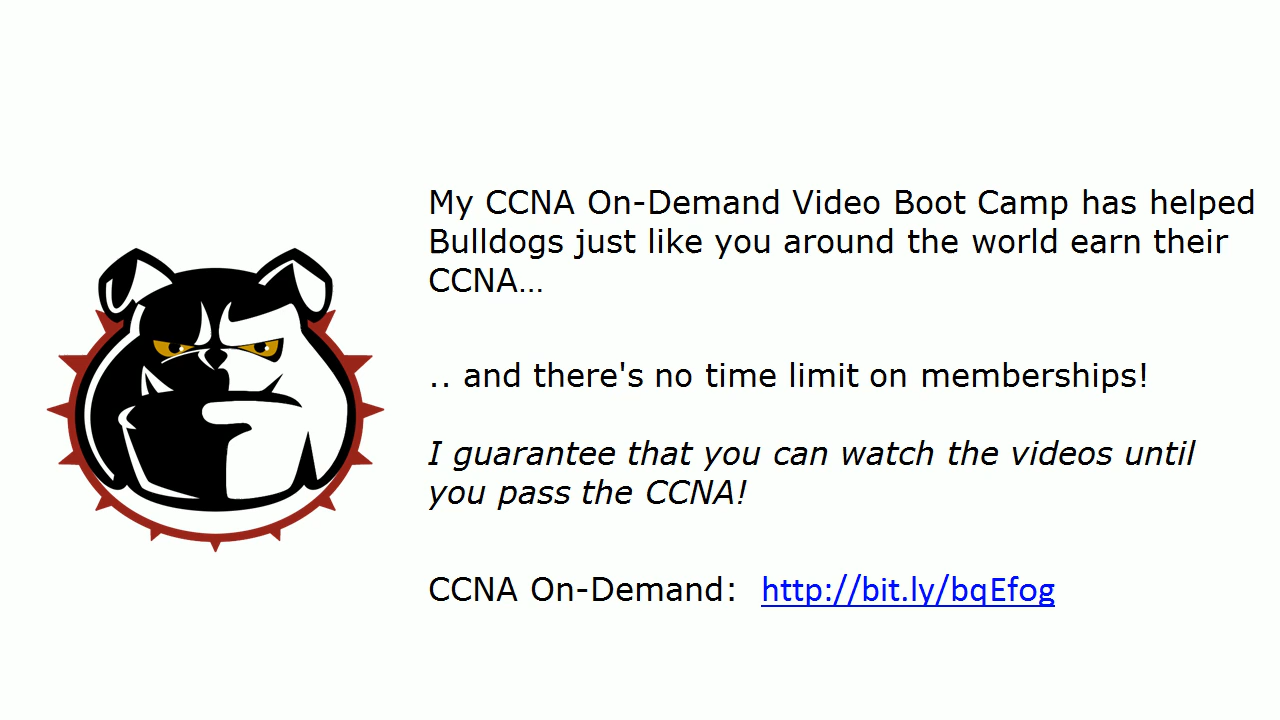 My CCNA On-Demand Video Boot Camp has helped
Bulldogs just like you around the world earn their
CCNA…
.. and there's no time limit on memberships!
I guarantee that you can watch the videos until
you pass the CCNA!
CCNA On-Demand: http://bit.ly/bqEfog